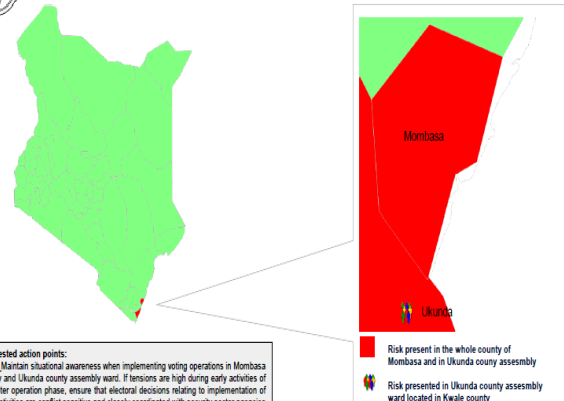 Mombasa
Ukunda
ested action points:
Maintain situational awareness when implementing voting operations in Mombasa
y and Ukunda county assembly ward. If tensions are high during early activities of
ter operation phase, ensure that electoral decisions relating to implementation of
Risk present in the whole county of
Mombasa and in Ukunda couny assesmbly
Risk presented in Ukunda couny assesmbly
ward located in Kwale county